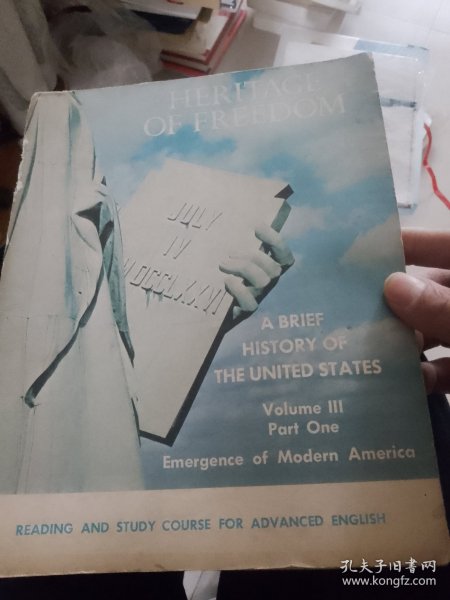 HERITAGE
OF FREEDOM
JULY
IV
MDCCLXXVI
A BRIEF
HISTORY OF
THE UNITED STATES
Volume III
Part One
Emergence of Modern America
READING AND STUDY COURSE FOR ADVANCED ENGLISH
孔夫子旧书网
www.kongfz.com